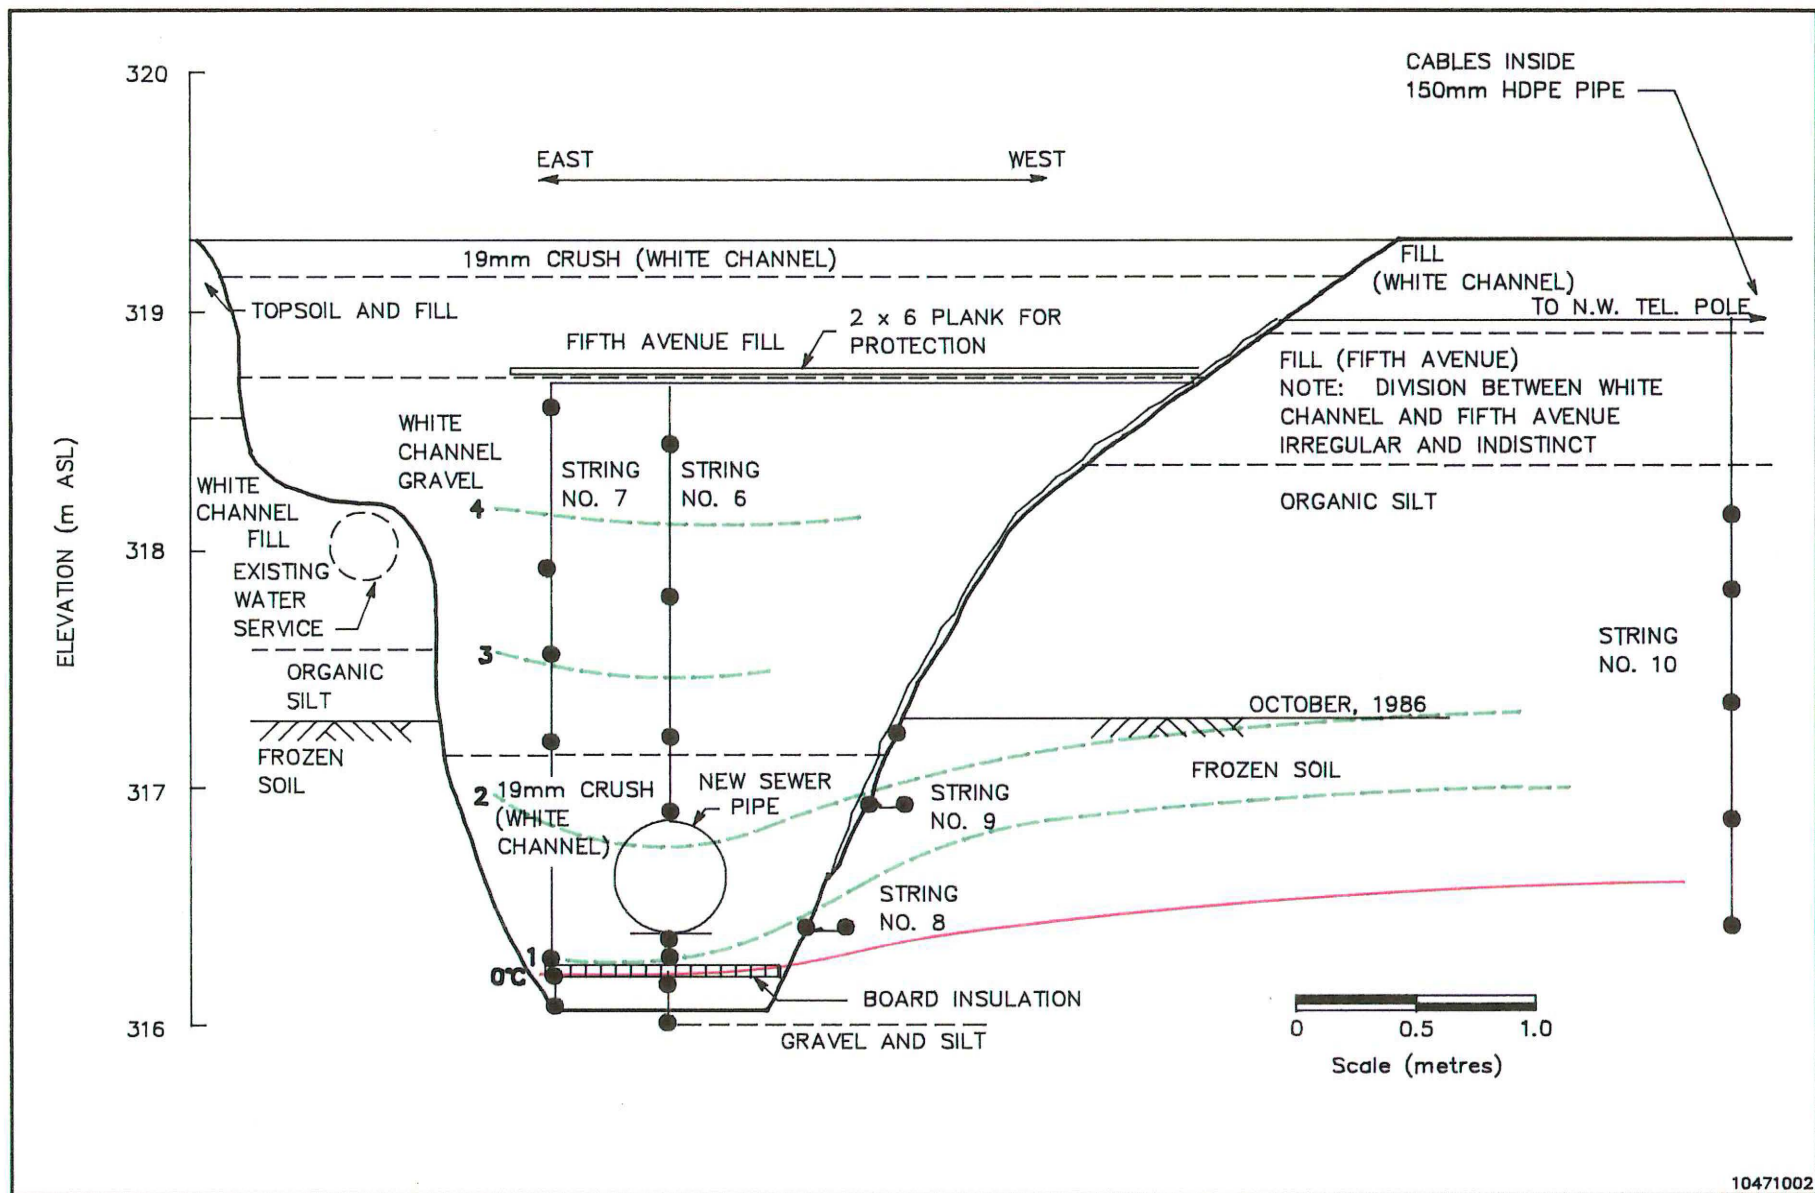 CABLES INSIDE
150mm HDPE PIPE
320
EAST
WEST
19mm CRUSH (WHITE CHANNEL)
FILL
(WHITE CHANNEL)
TO N.W. TEL. POLE
319
TOPSOIL AND FILL
2 x 6 PLANK FOR
PROTECTION
FIFTH AVENUE FILL
FILL (FIFTH AVENUE)
NOTE: DIVISION BETWEEN WHITE
CHANNEL AND FIFTH AVENUE
IRREGULAR AND INDISTINCT
WHITE
CHANNEL
GRAVEL
STRING
NO. 7
STRING
NO. 6
ORGANIC SILT
WHITE
CHANNEL
FILL
4
318
EXISTING
WATER
SERVICE
ELEVATION (m ASL)
STRING
NO. 10
3
ORGANIC
SILT
OCTOBER, 1986
FROZEN
SOIL
FROZEN SOIL
317
2
19mm CRUSH
(WHITE
CHANNEL)
NEW SEWER
PIPE
STRING
NO. 9
STRING
NO. 8
1
0°C
BOARD INSULATION
316
GRAVEL AND SILT
0 0.5 1.0
Scale (metres)
10471002